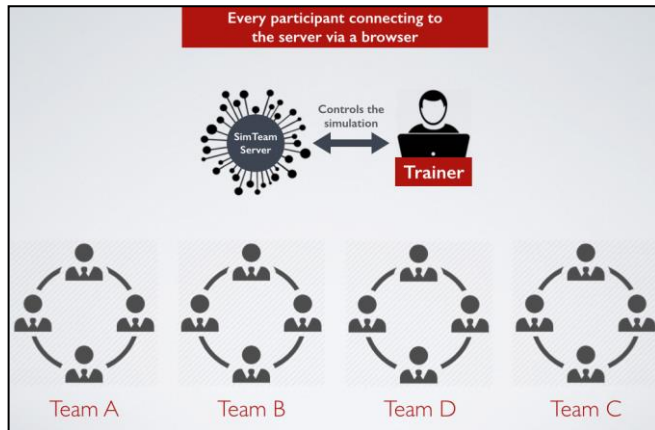 Every participant connecting to
the server via a browser
Controls the
simulation
SimTeam
Server
Trainer
Team A
Team B
Team D
Team C